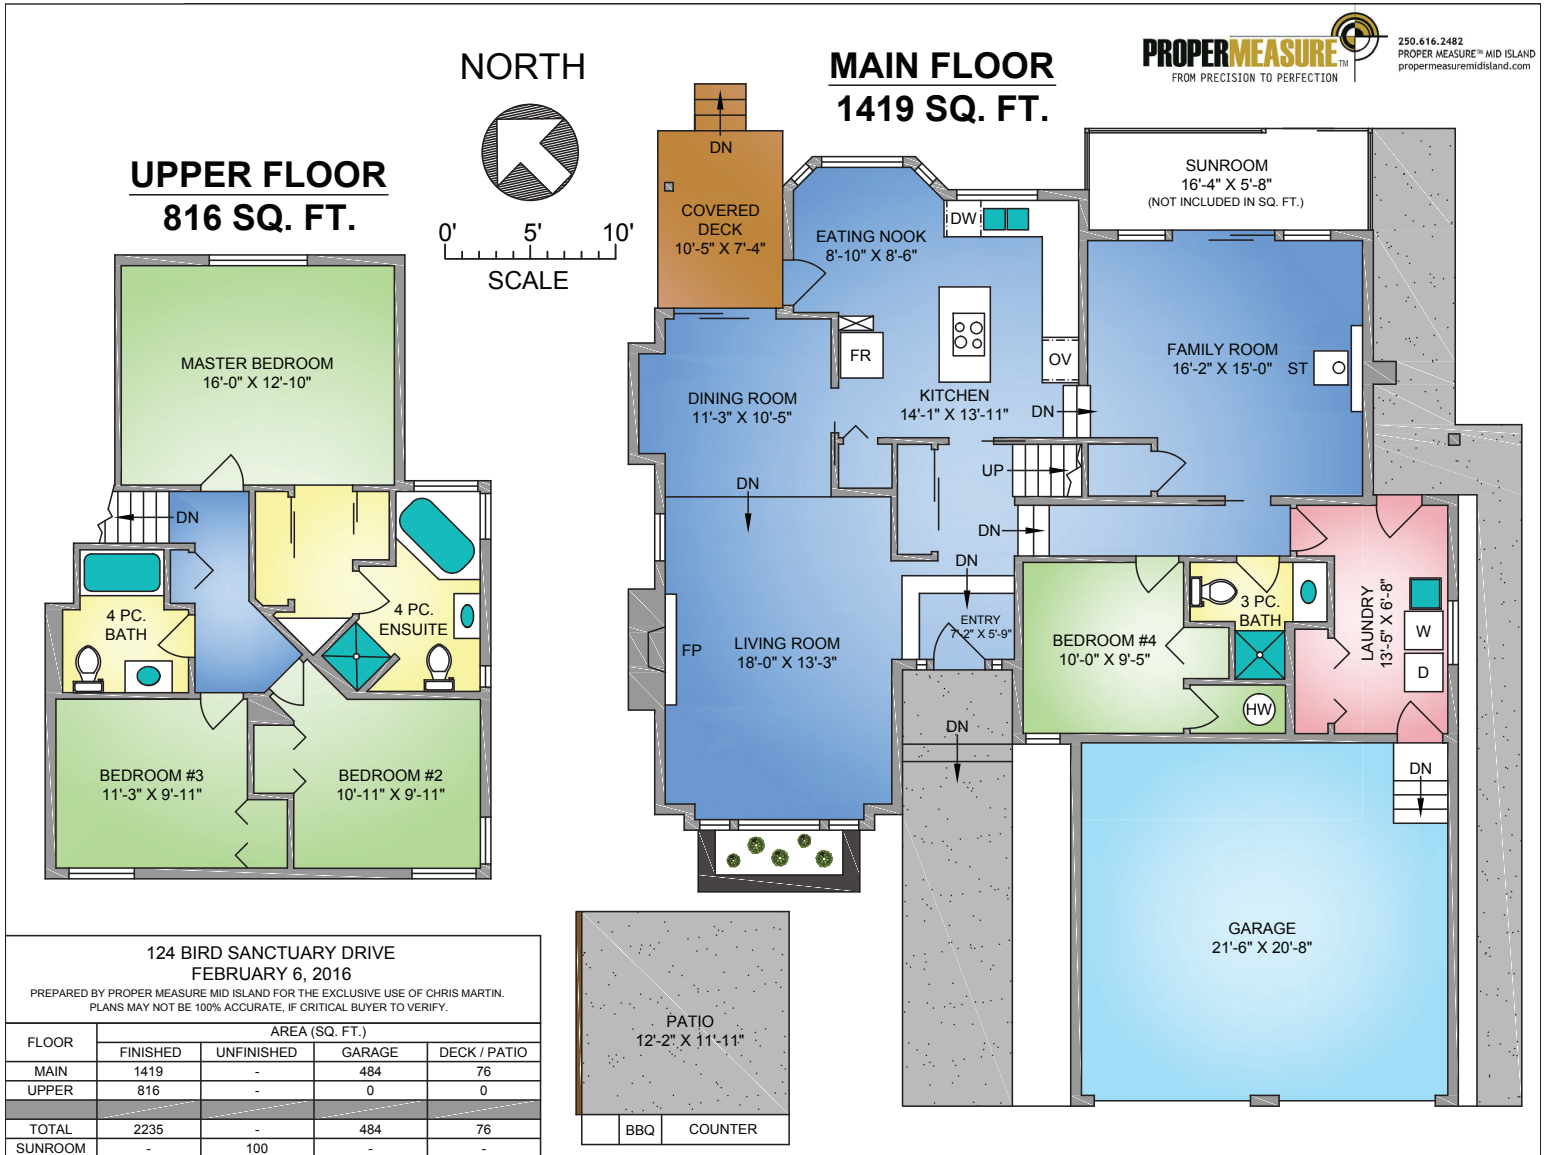 NORTH
0' 5' 10'
SCALE
MAIN FLOOR
1419 SQ. FT.
PROPERMEASURE™
FROM PRECISION TO PERFECTION
250.616.2482
PROPER MEASURE™ MID ISLAND
propermeasuremidisland.com
UPPER FLOOR
816 SQ. FT.
MASTER BEDROOM
16'-0" X 12'-10"
DN
4 PC.
BATH
4 PC.
ENSUITE
BEDROOM #3
11'-3" X 9'-11"
BEDROOM #2
10'-11" X 9'-11"
DN
COVERED
DECK
10'-5" X 7'-4"
EATING NOOK
8'-10" X 8'-6"
DW
SUNROOM
16'-4" X 5'-8"
(NOT INCLUDED IN SQ. FT.)
FR
OV
FAMILY ROOM
16'-2" X 15'-0"
ST
DINING ROOM
11'-3" X 10'-5"
KITCHEN
14'-1" X 13'-11"
DN
UP
DN
DN
DN
ENTRY
7'-2" X 5'-9"
LIVING ROOM
18'-0" X 13'-3"
FP
BEDROOM #4
10'-0" X 9'-5"
3 PC.
BATH
LAUNDRY
13'-5" X 6'-8"
W
D
HW
DN
DN
GARAGE
21'-6" X 20'-8"
PATIO
12'-2" X 11'-11"
BBQ COUNTER
124 BIRD SANCTUARY DRIVE
FEBRUARY 6, 2016
PREPARED BY PROPER MEASURE MID ISLAND FOR THE EXCLUSIVE USE OF CHRIS MARTIN.
PLANS MAY NOT BE 100% ACCURATE, IF CRITICAL BUYER TO VERIFY.
FLOOR AREA (SQ. FT.)
FINISHED UNFINISHED GARAGE DECK / PATIO
MAIN 1419 - 484 76
UPPER 816 - 0 0
TOTAL 2235 - 484 76
SUNROOM - 100 - -